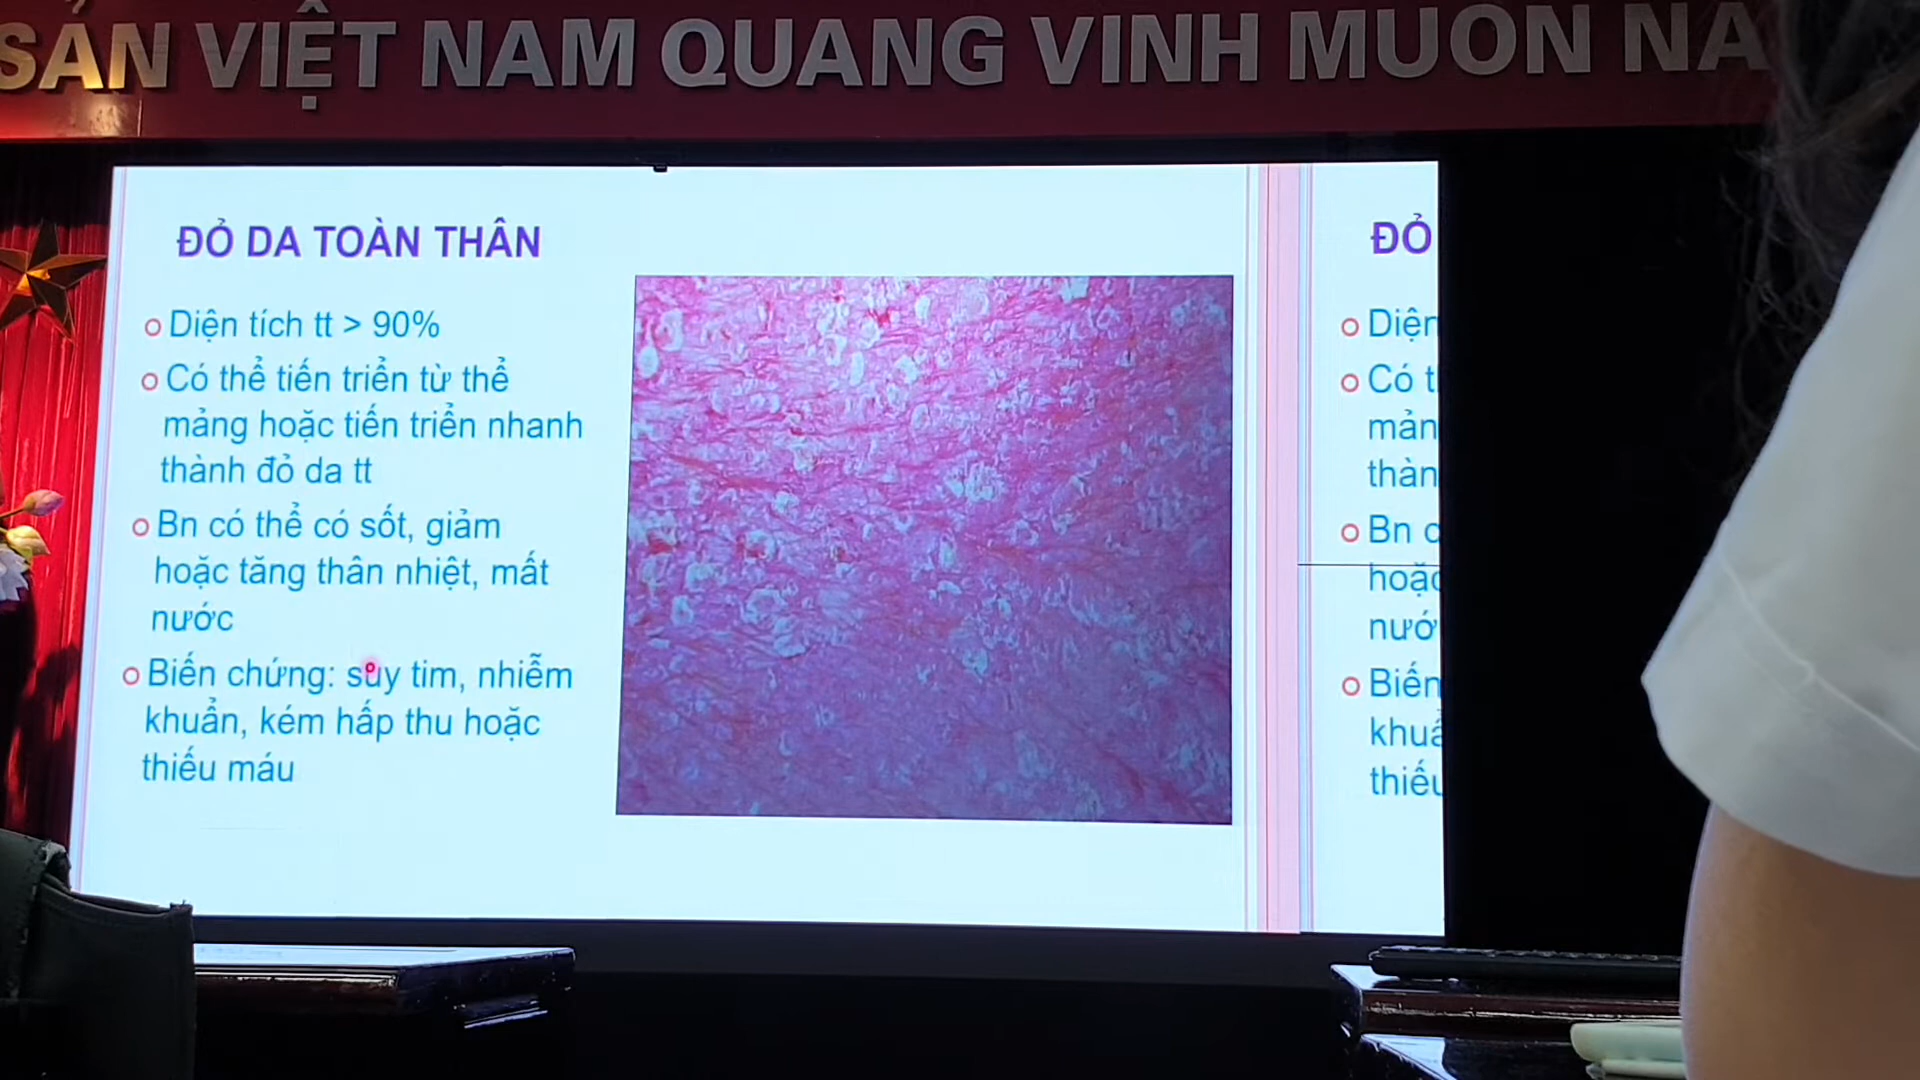 SẢN VIỆT NAM QUANG VINH MUÔN NĂ
ĐỎ DA TOÀN THÂN
Diện tích tt > 90%
Có thể tiến triển từ thể
mảng hoặc tiến triển nhanh
thành đỏ da tt
Bn có thể có sốt, giảm
hoặc tăng thân nhiệt, mất
nước
Biến chứng: suy tim, nhiễm
khuẩn, kém hấp thu hoặc
thiếu máu
ĐỎ
Diện
Có t
mản
thàn
Bn c
hoặc
nướ
Biến
khuẩ
thiếu